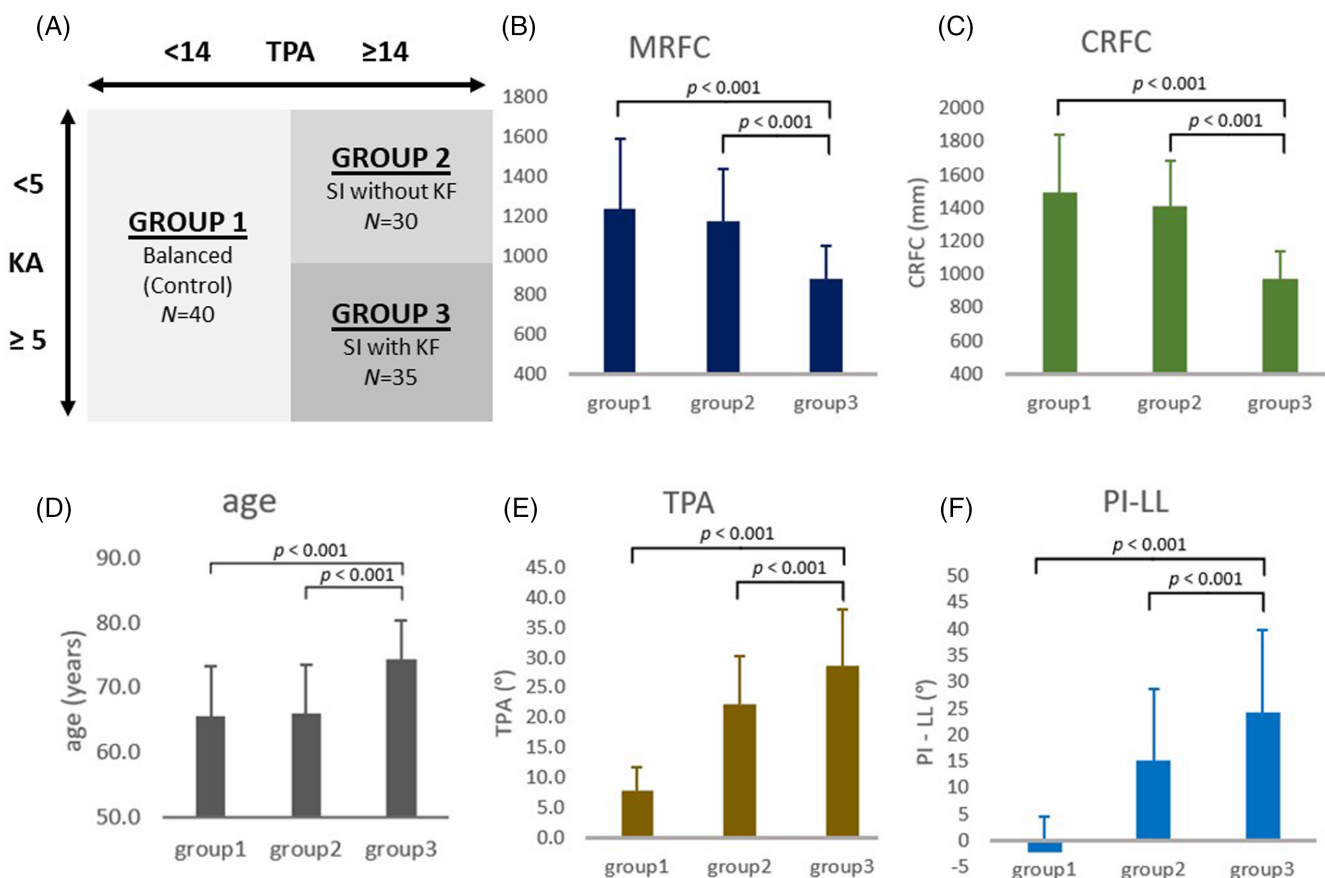 (A)
<14 TPA ≥14
<5
KA
≥ 5
GROUP 1
Balanced
(Control)
N=40
GROUP 2
SI without KF
N=30
GROUP 3
SI with KF
N=35
(B)
MRFC
p < 0.001
p < 0.001
1800
1600
1400
1200
1000
800
600
400
group1 group2 group3
(C)
CRFC
p < 0.001
p < 0.001
CRFC (mm)
2000
1800
1600
1400
1200
1000
800
600
400
group1 group2 group3
(D)
age
p < 0.001
p < 0.001
age (years)
90.0
80.0
70.0
60.0
50.0
group1 group2 group3
(E)
TPA
p < 0.001
p < 0.001
TPA (°)
45.0
40.0
35.0
30.0
25.0
20.0
15.0
10.0
5.0
0.0
group1 group2 group3
(F)
PI-LL
p < 0.001
p < 0.001
PI - LL (°)
50
45
40
35
30
25
20
15
10
5
0
-5
group1 group2 group3